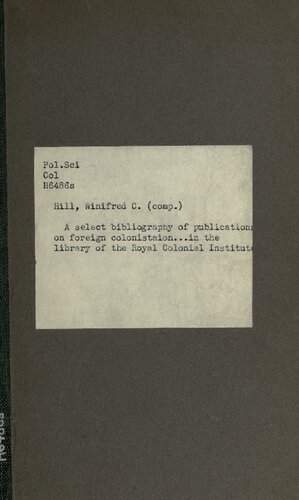 Pol.Sci
Col
H6486s
Hill, Winifred C. (comp.)
A select bibliography of publications
on foreign colonistaion...in the
library of the Royal Colonial Institute